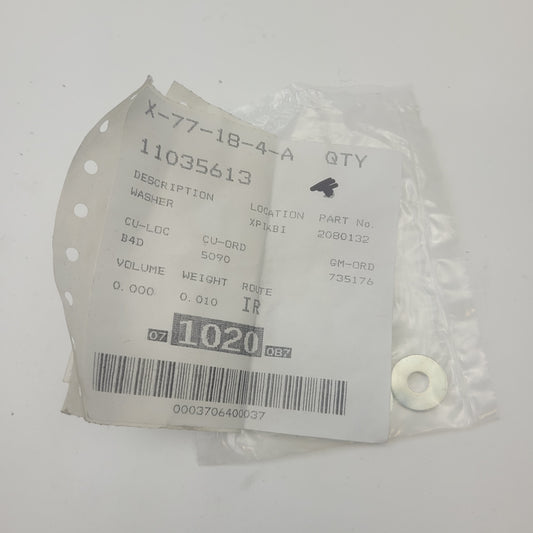 X-77-18-4-A QTY
11035613 4
DESCRIPTION LOCATION PART No.
WASHER XP1KBI 2080132
CU-LOC CU-ORD GM-ORD
B4D 5090 735176
VOLUME WEIGHT ROUTE
0.000 0.010 IR
07 1020 087
0003706400037